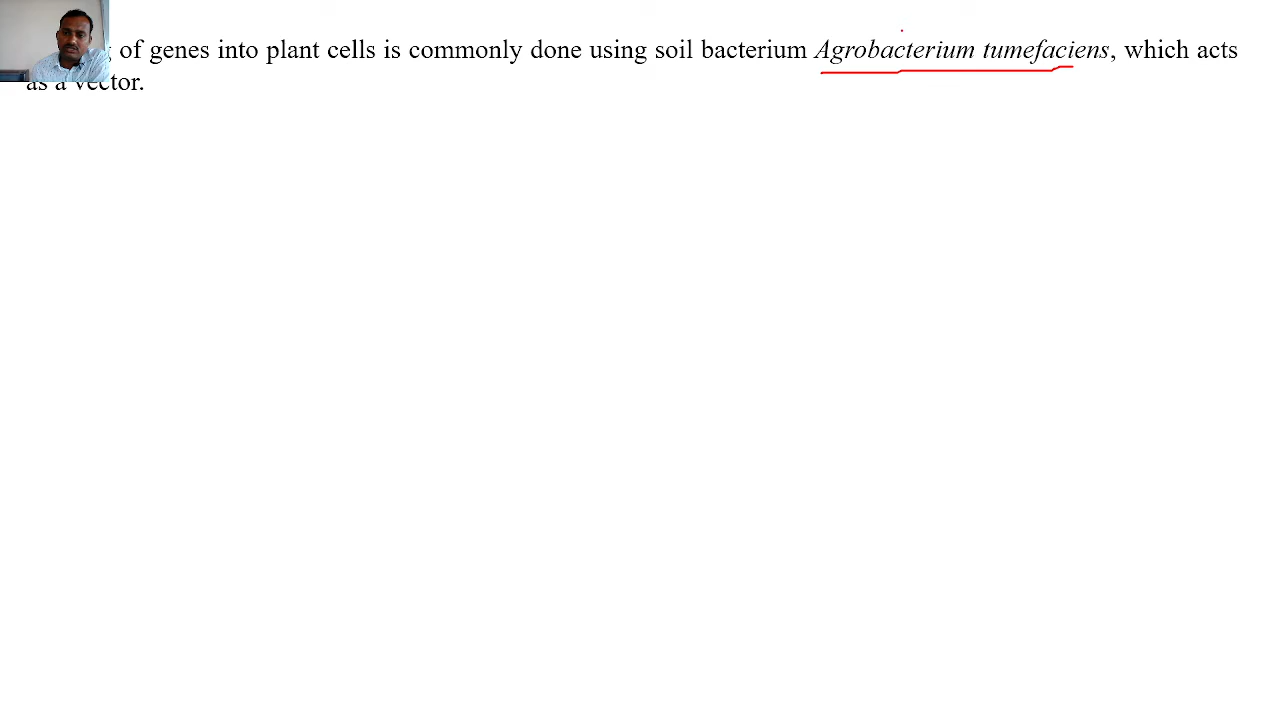 of genes into plant cells is commonly done using soil bacterium Agrobacterium tumefaciens, which acts
as a vector.